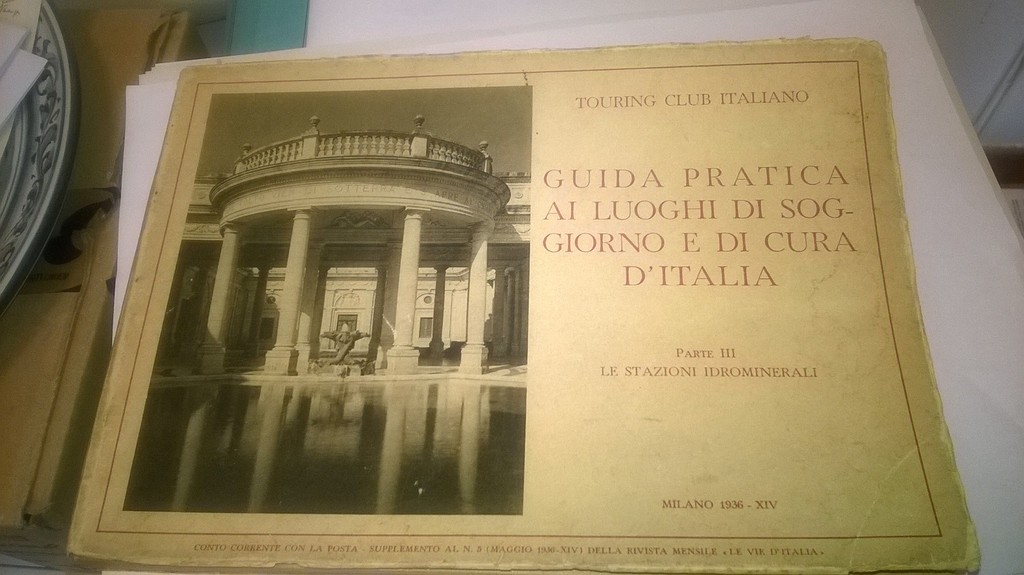 TOURING CLUB ITALIANO
GUIDA PRATICA
AI LUOGHI DI SOG-
GIORNO E DI CURA
D'ITALIA
PARTE III
LE STAZIONI IDROMINERALI
MILANO 1936 - XIV
CONTO CORRENTE CON LA POSTA - SUPPLEMENTO AL N. 5 (MAGGIO 1936-XIV) DELLA RIVISTA MENSILE « LE VIE D'ITALIA »